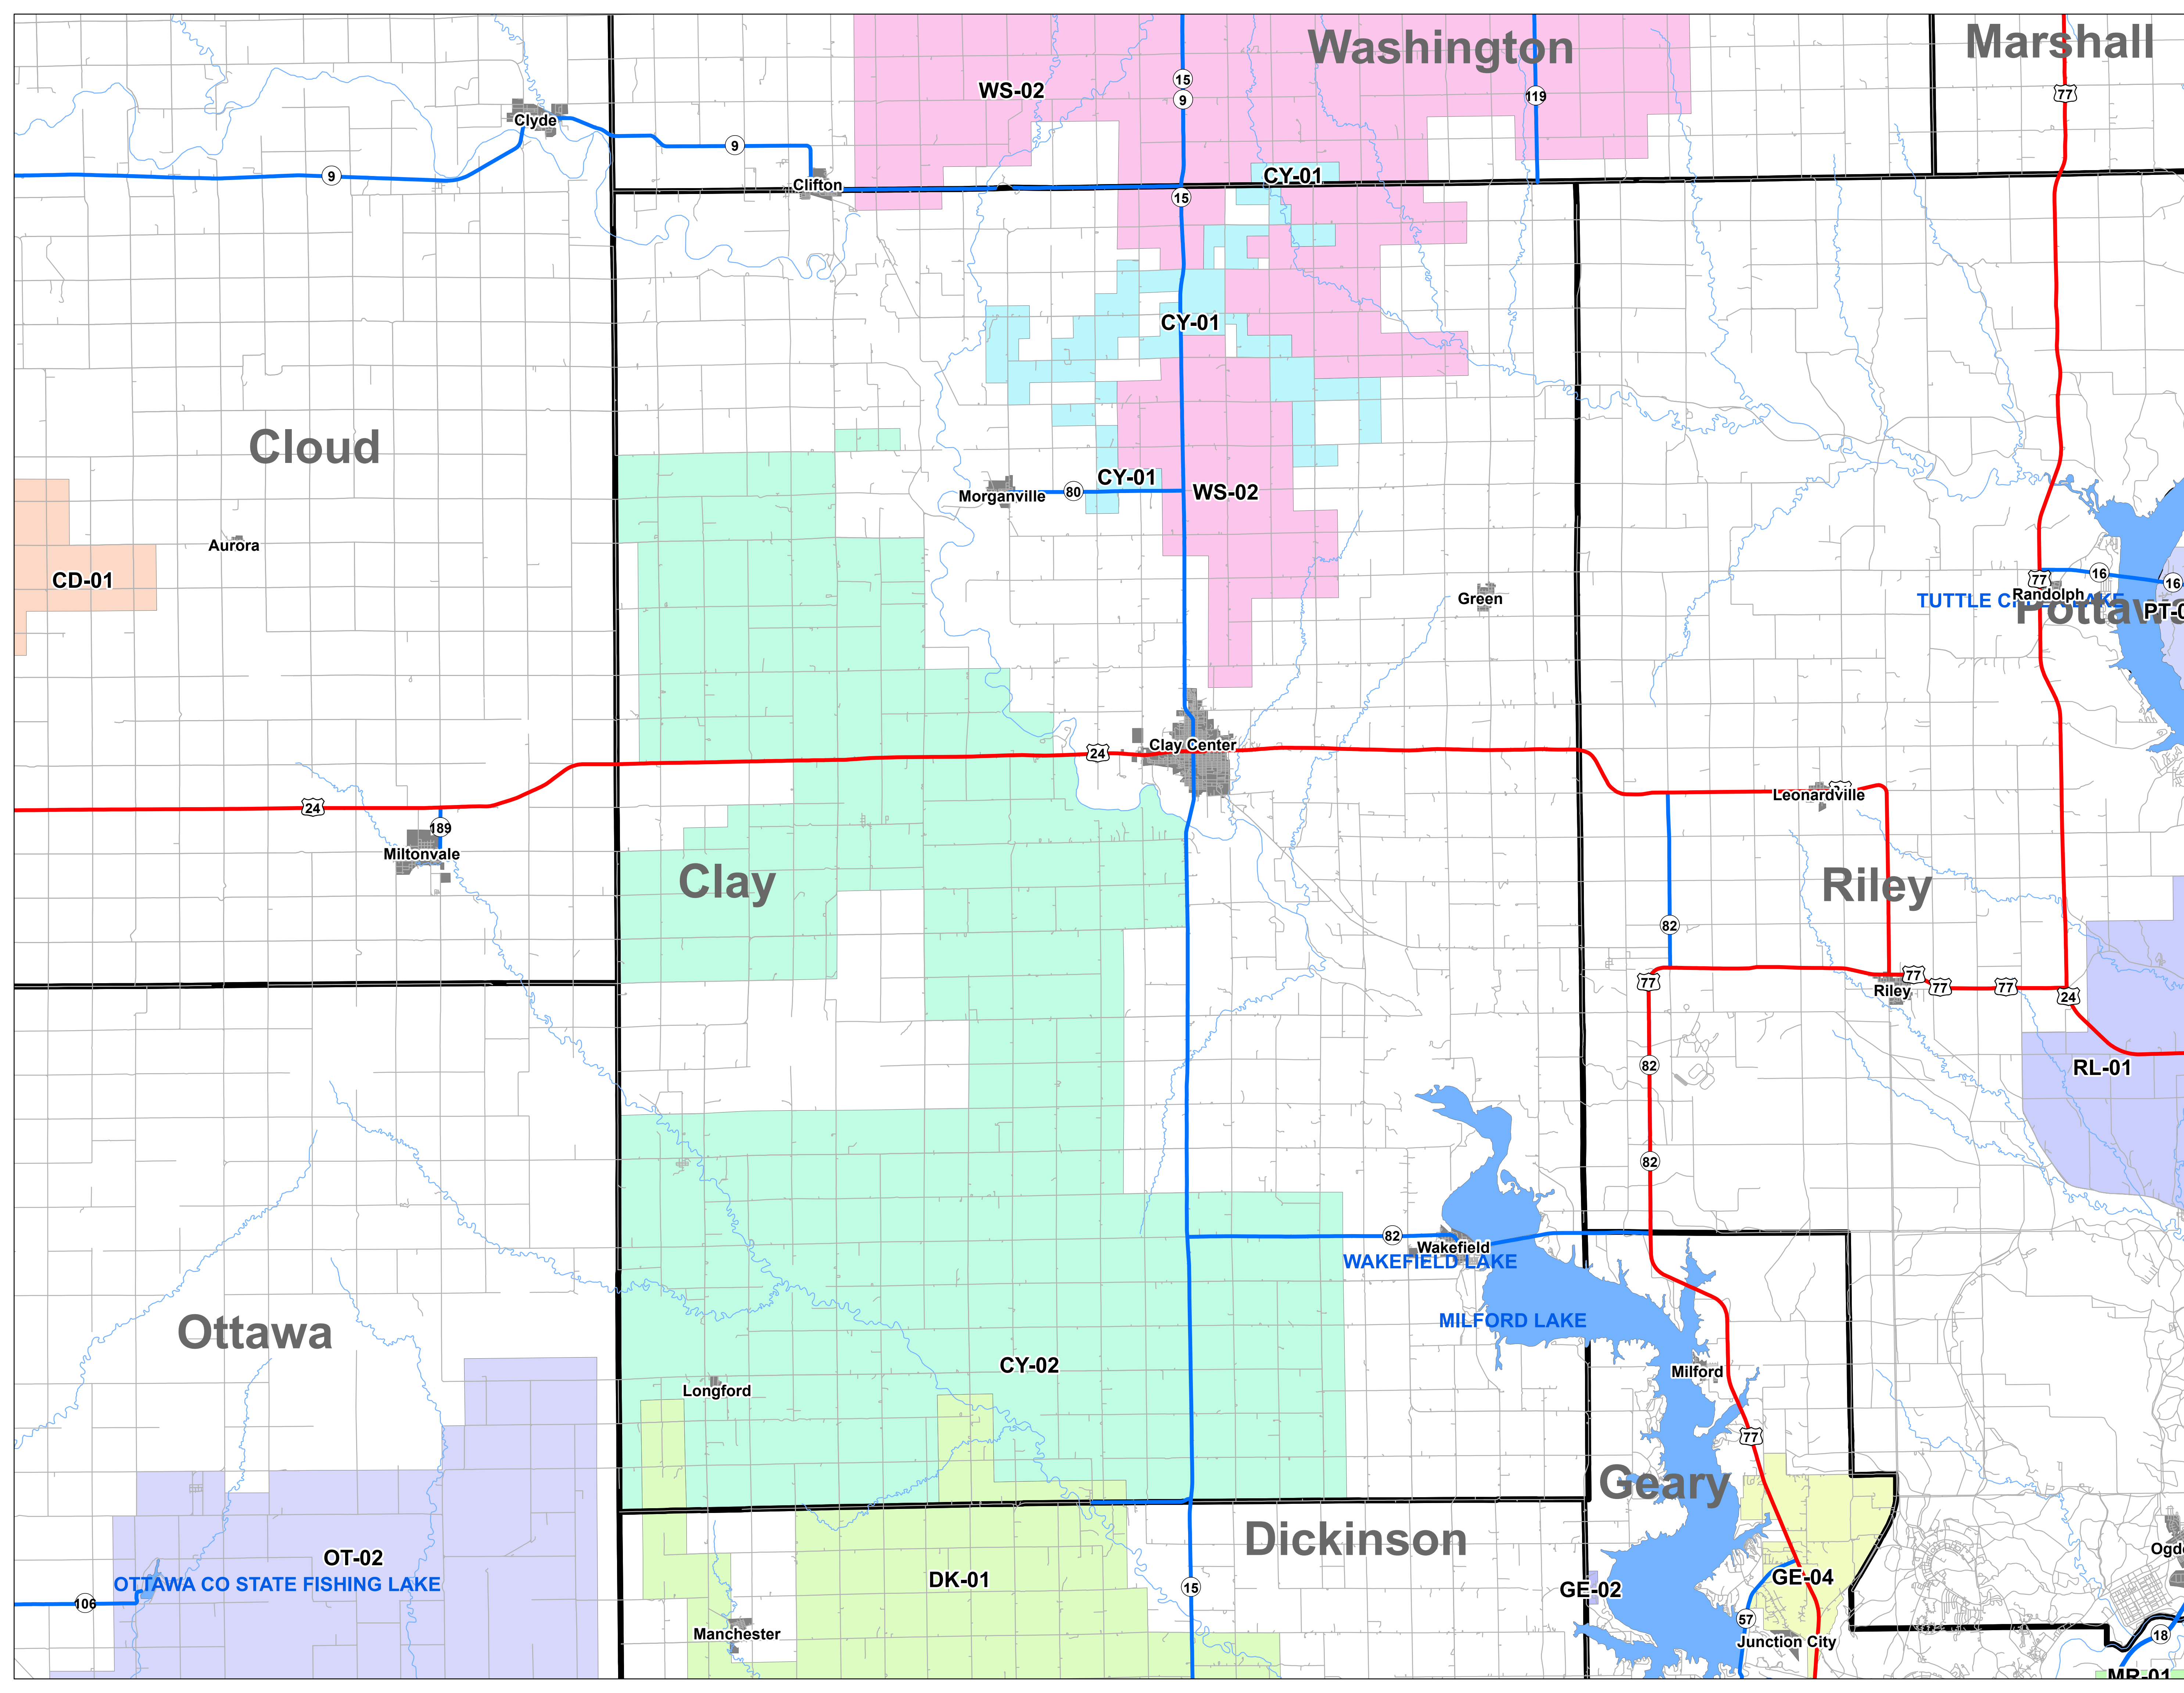 Washington
Marshall
15
WS-02
77
119
9
Clyde
9
9
CY-01
Clifton
15
CY-01
Cloud
CY-01
80
WS-02
Morganville
Aurora
77
16
16
CD-01
Green
Randolph
Clay Center
24
Leonardville
24
189
Miltonvale
Clay
Riley
82
77
77
77
77
Riley
24
82
RL-01
82
82
Wakefield
WAKEFIELD LAKE
MILFORD LAKE
Ottawa
CY-02
Milford
Longford
77
Geary
Dickinson
OT-02
GE-04
DK-01
OTTAWA CO STATE FISHING LAKE
GE-02
15
106
57
Manchester
18
Junction City
MR-01